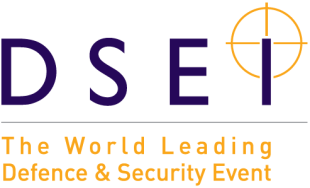 DSEI
The World Leading
Defence & Security Event